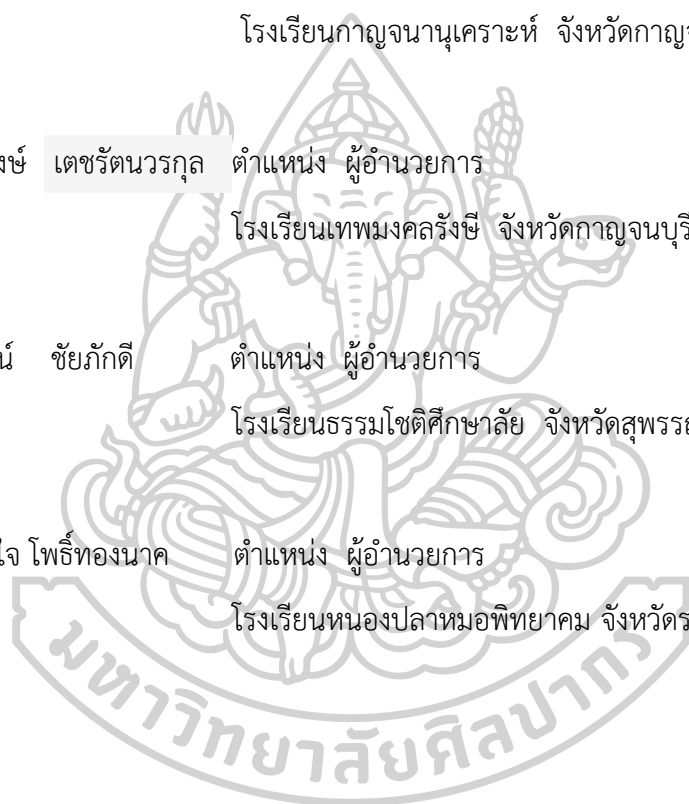 โรงเรียนกาญจนานุเคราะห์ จังหวัดกาญจ
งษ์ เตชรัตนวรกุล ตำแหน่ง ผู้อำนวยการ
โรงเรียนเทพมงคลรังษี จังหวัดกาญจนบุรี
น์ ชัยภักดี ตำแหน่ง ผู้อำนวยการ
โรงเรียนธรรมโชติศึกษาลัย จังหวัดสุพรรณ
ใจ โพธิ์ทองนาค ตำแหน่ง ผู้อำนวยการ
โรงเรียนหนองปลาหมอพิทยาคม จังหวัดร
มหาวิทยาลัยศิลปากร